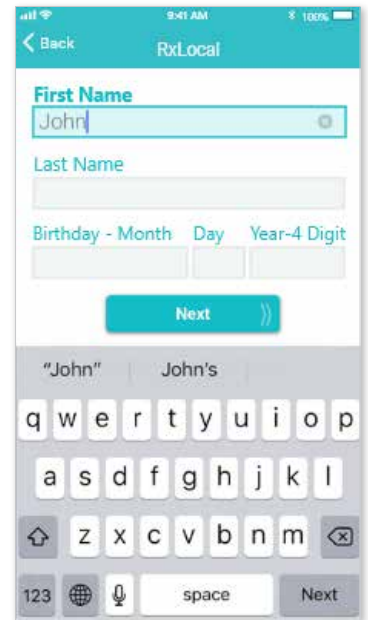 9:41 AM 100%
Back RxLocal
First Name
John
Last Name
Birthday - Month Day Year-4 Digit
Next
"John" John's
q w e r t y u i o p
a s d f g h j k l
z x c v b n m
123 space Next